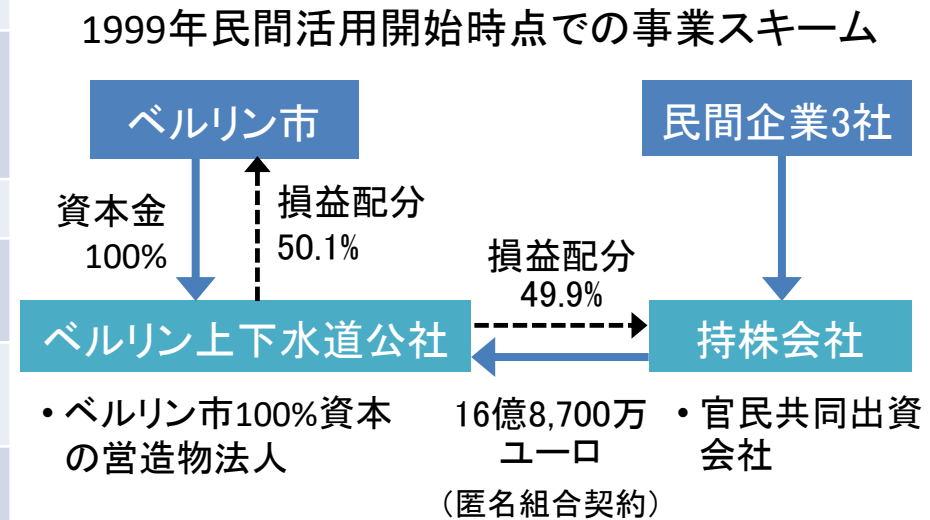 1999年民間活用開始時点での事業スキーム
ベルリン市
民間企業3社
資本金
100%
損益配分
50.1%
損益配分
49.9%
ベルリン上下水道公社
持株会社
• ベルリン市100%資本
の営造物法人
16億8,700万
ユーロ
（匿名組合契約）
• 官民共同出資
会社